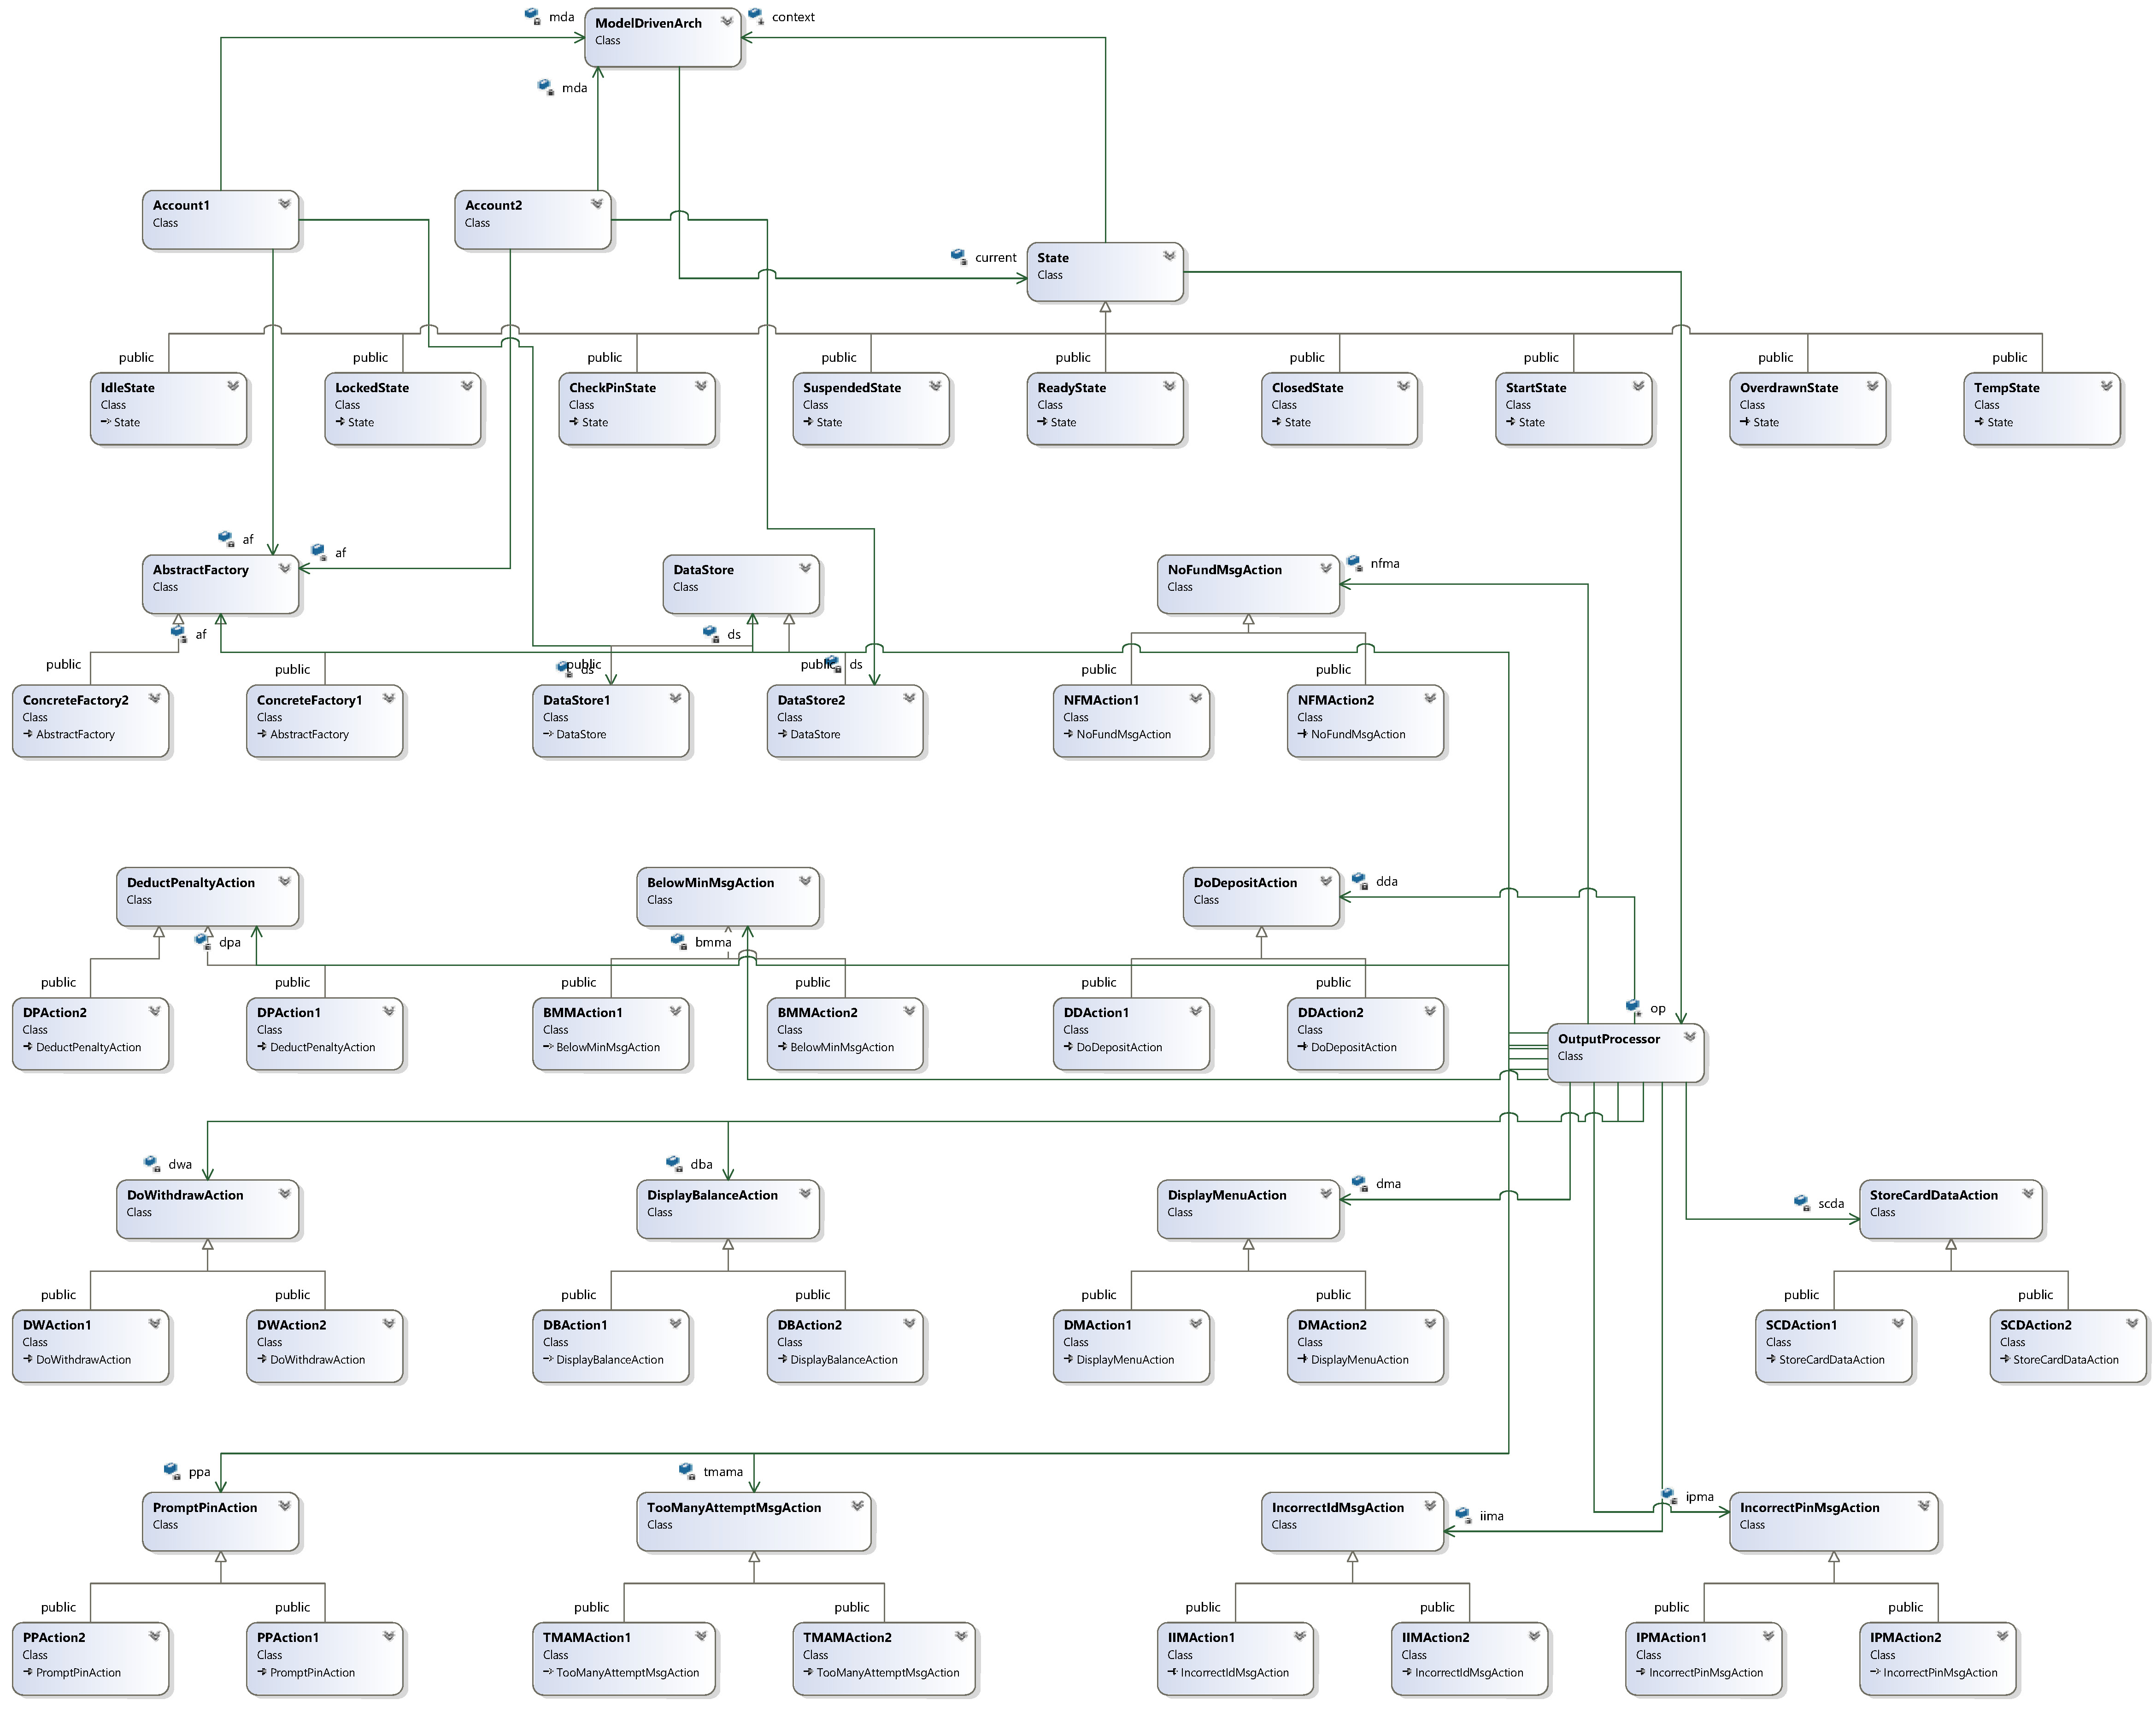 mda
ModelDrivenArch
Class
context
mda
Account1
Class
Account2
Class
current
State
Class
public
public
public
public
public
public
public
public
public
IdleState
Class
State
LockedState
Class
State
CheckPinState
Class
State
SuspendedState
Class
State
ReadyState
Class
State
ClosedState
Class
State
StartState
Class
State
OverdrawnState
Class
State
TempState
Class
State
af
af
AbstractFactory
Class
DataStore
Class
NoFundMsgAction
Class
nfma
af
ds
public
public
public
ds
public
ds
public
public
ConcreteFactory2
Class
AbstractFactory
ConcreteFactory1
Class
AbstractFactory
DataStore1
Class
DataStore
DataStore2
Class
DataStore
NFMAction1
Class
NoFundMsgAction
NFMAction2
Class
NoFundMsgAction
DeductPenaltyAction
Class
BelowMinMsgAction
Class
DoDepositAction
Class
dda
dpa
bmma
public
public
public
public
public
public
DPAction2
Class
DeductPenaltyAction
DPAction1
Class
DeductPenaltyAction
BMMAction1
Class
BelowMinMsgAction
BMMAction2
Class
BelowMinMsgAction
DDAction1
Class
DoDepositAction
DDAction2
Class
DoDepositAction
op
OutputProcessor
Class
dwa
DoWithdrawAction
Class
dba
DisplayBalanceAction
Class
DisplayMenuAction
Class
dma
scda
StoreCardDataAction
Class
public
public
public
public
public
public
public
public
DWAction1
Class
DoWithdrawAction
DWAction2
Class
DoWithdrawAction
DBAction1
Class
DisplayBalanceAction
DBAction2
Class
DisplayBalanceAction
DMAction1
Class
DisplayMenuAction
DMAction2
Class
DisplayMenuAction
SCDAction1
Class
StoreCardDataAction
SCDAction2
Class
StoreCardDataAction
ppa
PromptPinAction
Class
tmama
TooManyAttemptMsgAction
Class
IncorrectIdMsgAction
Class
iima
ipma
IncorrectPinMsgAction
Class
public
public
public
public
public
public
public
public
PPAction2
Class
PromptPinAction
PPAction1
Class
PromptPinAction
TMAMAction1
Class
TooManyAttemptMsgAction
TMAMAction2
Class
TooManyAttemptMsgAction
IIMAction1
Class
IncorrectIdMsgAction
IIMAction2
Class
IncorrectIdMsgAction
IPMAction1
Class
IncorrectPinMsgAction
IPMAction2
Class
IncorrectPinMsgAction